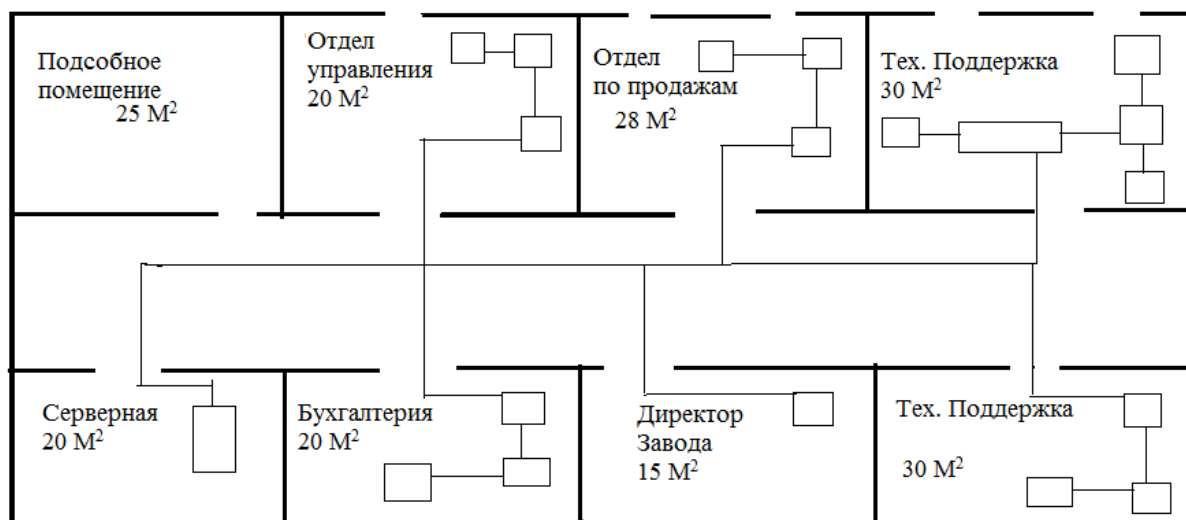 Подсобное
помещение
25 М²
Отдел
управления
20 М²
Отдел
по продажам
28 М²
Тех. Поддержка
30 М²
Серверная
20 М²
Бухгалтерия
20 М²
Директор
Завода
15 М²
Тех. Поддержка
30 М²